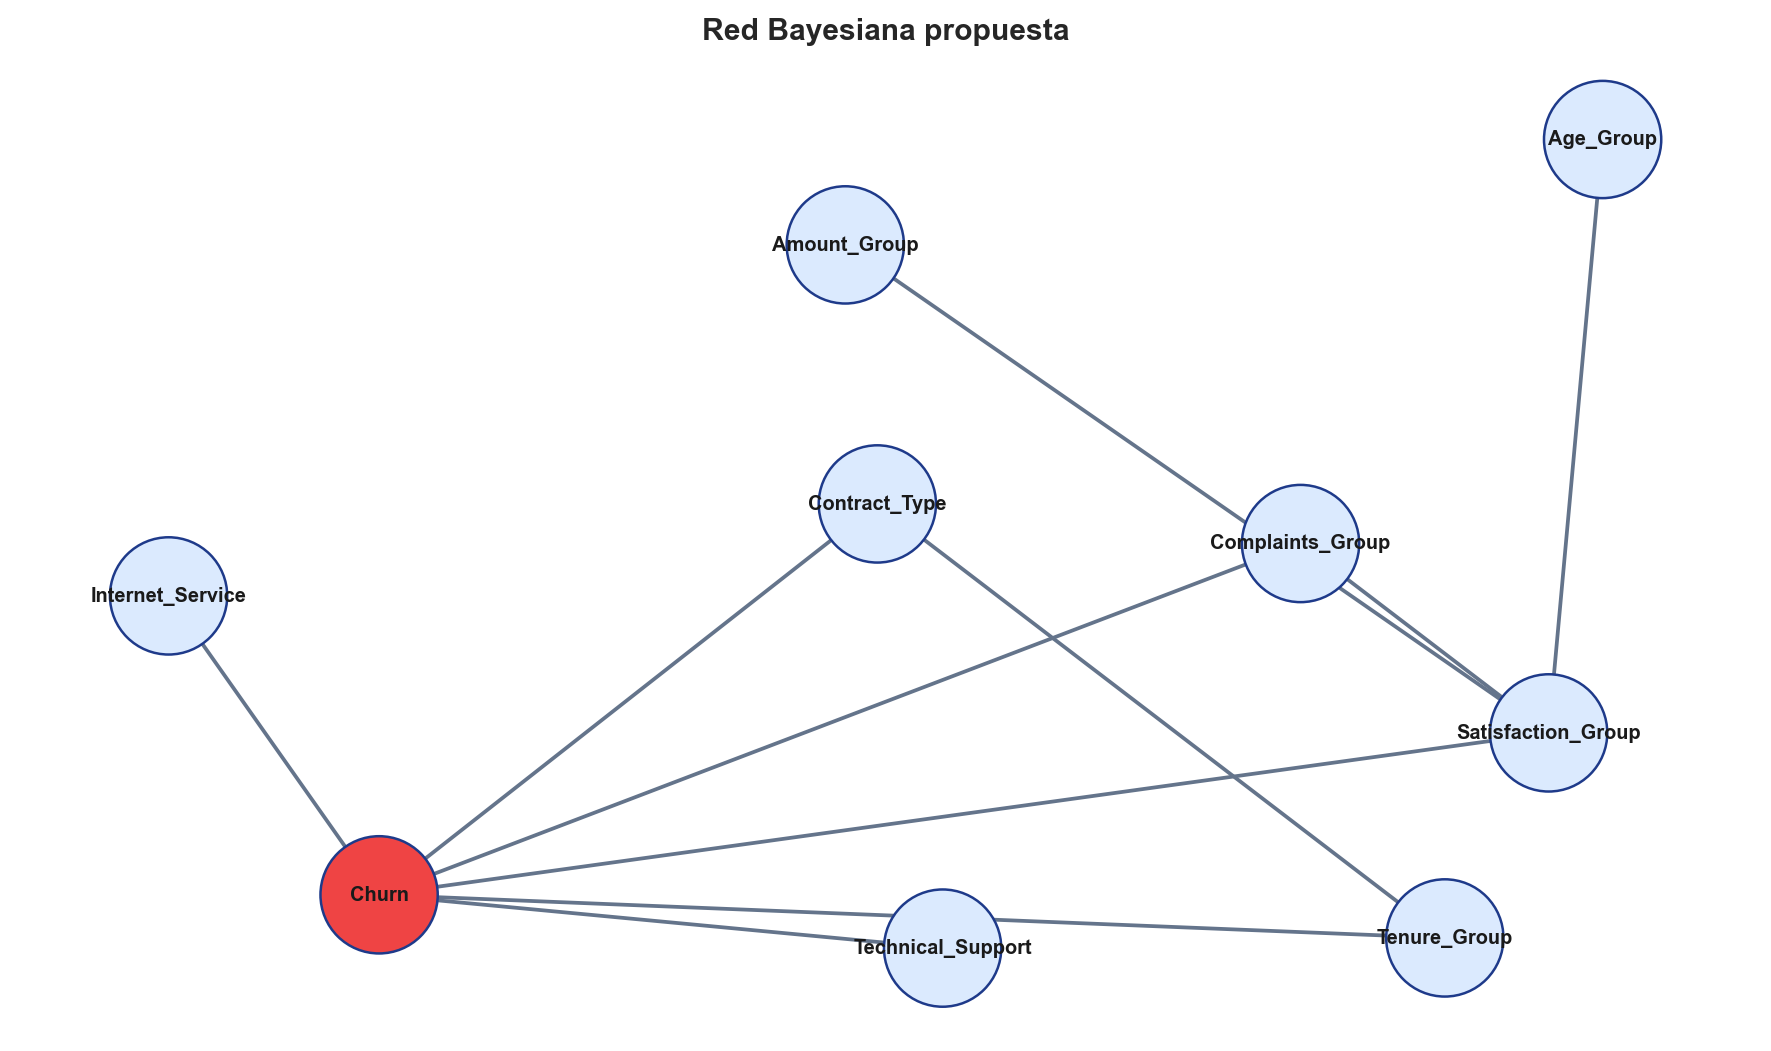 Red Bayesiana propuesta
Age_Group
Amount_Group
Contract_Type
Complaints_Group
Internet_Service
Satisfaction_Group
Churn
Technical_Support
Tenure_Group